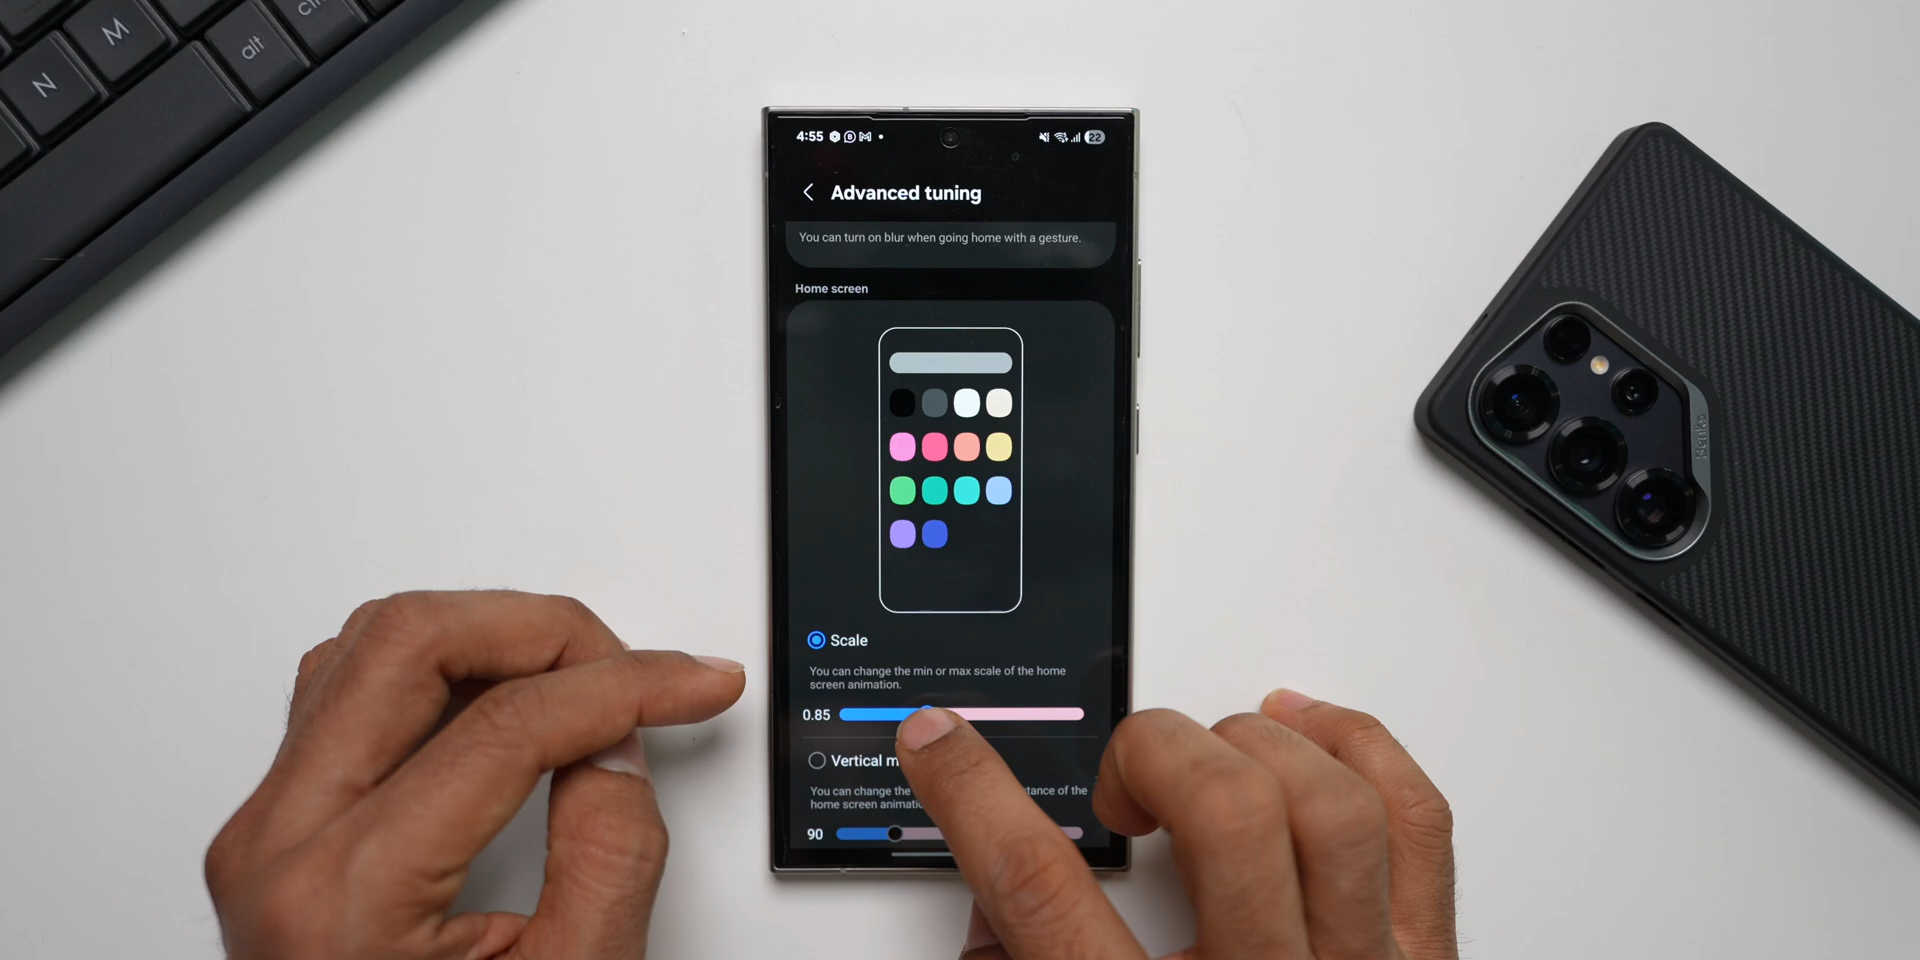 M
N
alt
4:55
22
Advanced tuning
You can turn on blur when going home with a gesture.
Home screen
Scale
You can change the min or max scale of the home
screen animation.
0.85
Vertical m
You can change the tance of the
home screen animatio
90